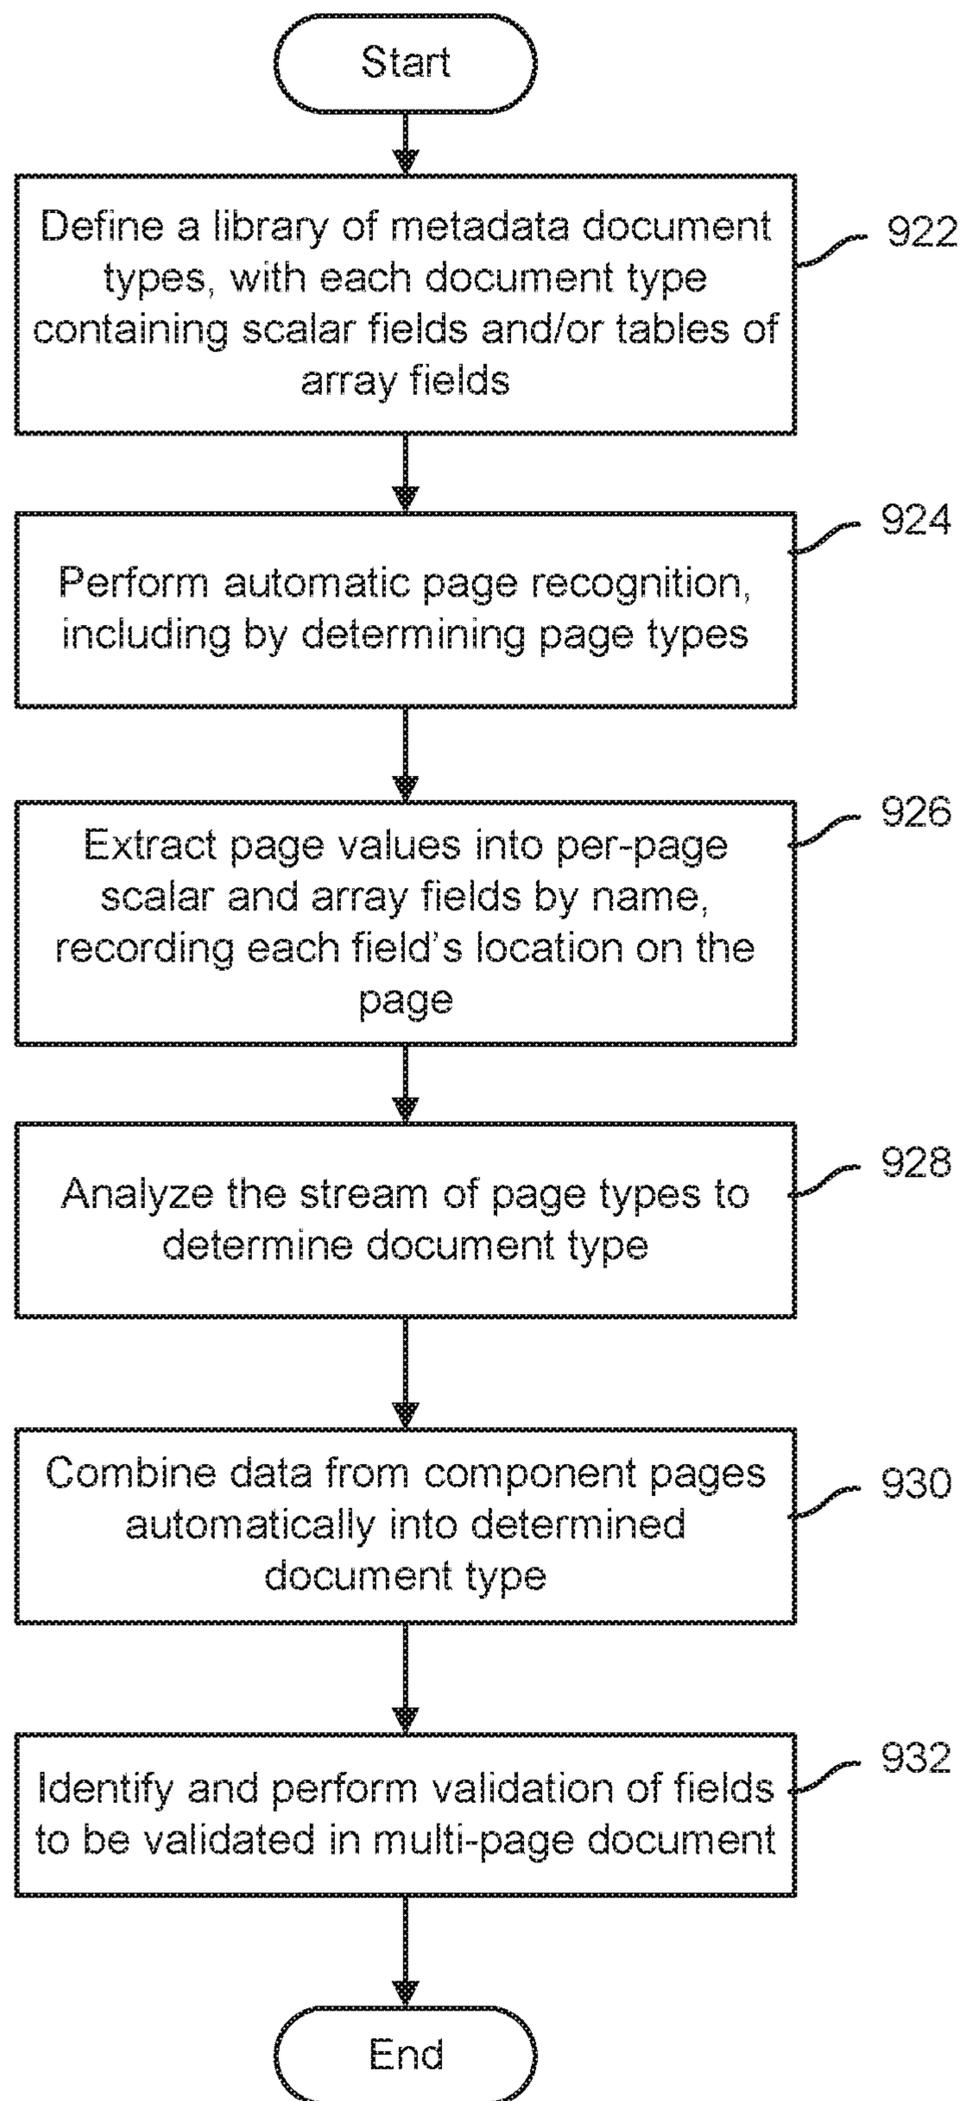 Start
Define a library of metadata document
types, with each document type
containing scalar fields and/or tables of
array fields
922
Perform automatic page recognition,
including by determining page types
924
Extract page values into per-page
scalar and array fields by name,
recording each field's location on the
page
926
Analyze the stream of page types to
determine document type
928
Combine data from component pages
automatically into determined
document type
930
Identify and perform validation of fields
to be validated in multi-page document
932
End